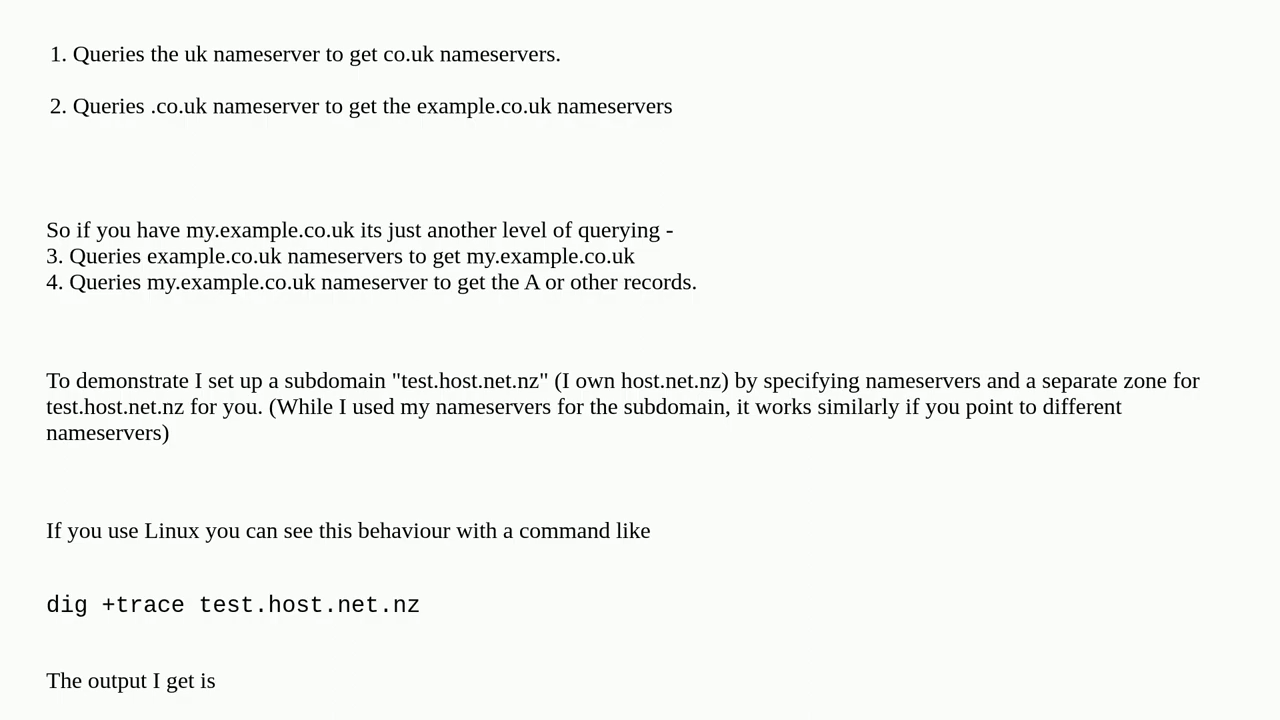 1. Queries the uk nameserver to get co.uk nameservers.
2. Queries .co.uk nameserver to get the example.co.uk nameservers
So if you have my.example.co.uk its just another level of querying -
3. Queries example.co.uk nameservers to get my.example.co.uk
4. Queries my.example.co.uk nameserver to get the A or other records.
To demonstrate I set up a subdomain "test.host.net.nz" (I own host.net.nz) by specifying nameservers and a separate zone for
test.host.net.nz for you. (While I used my nameservers for the subdomain, it works similarly if you point to different
nameservers)
If you use Linux you can see this behaviour with a command like
dig +trace test.host.net.nz
The output I get is